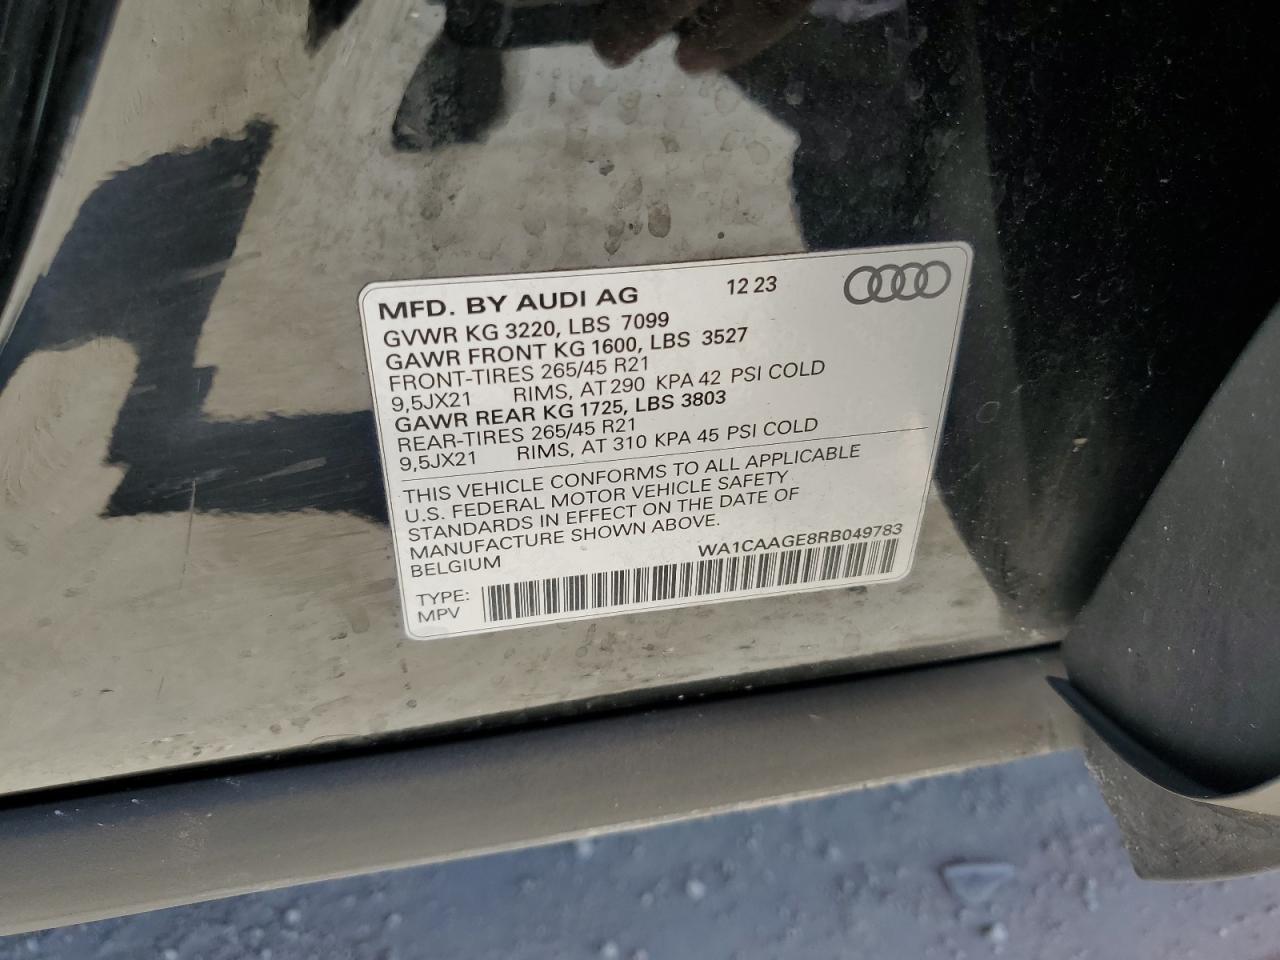 MFD. BY AUDI AG 12 23
GVWR KG 3220, LBS 7099
GAWR FRONT KG 1600, LBS 3527
FRONT-TIRES 265/45 R21
9,5JX21 RIMS, AT 290 KPA 42 PSI COLD
GAWR REAR KG 1725, LBS 3803
REAR-TIRES 265/45 R21
9,5JX21 RIMS, AT 310 KPA 45 PSI COLD
THIS VEHICLE CONFORMS TO ALL APPLICABLE
U.S. FEDERAL MOTOR VEHICLE SAFETY
STANDARDS IN EFFECT ON THE DATE OF
MANUFACTURE SHOWN ABOVE.
BELGIUM WA1CAAGE8RB049783
TYPE:
MPV